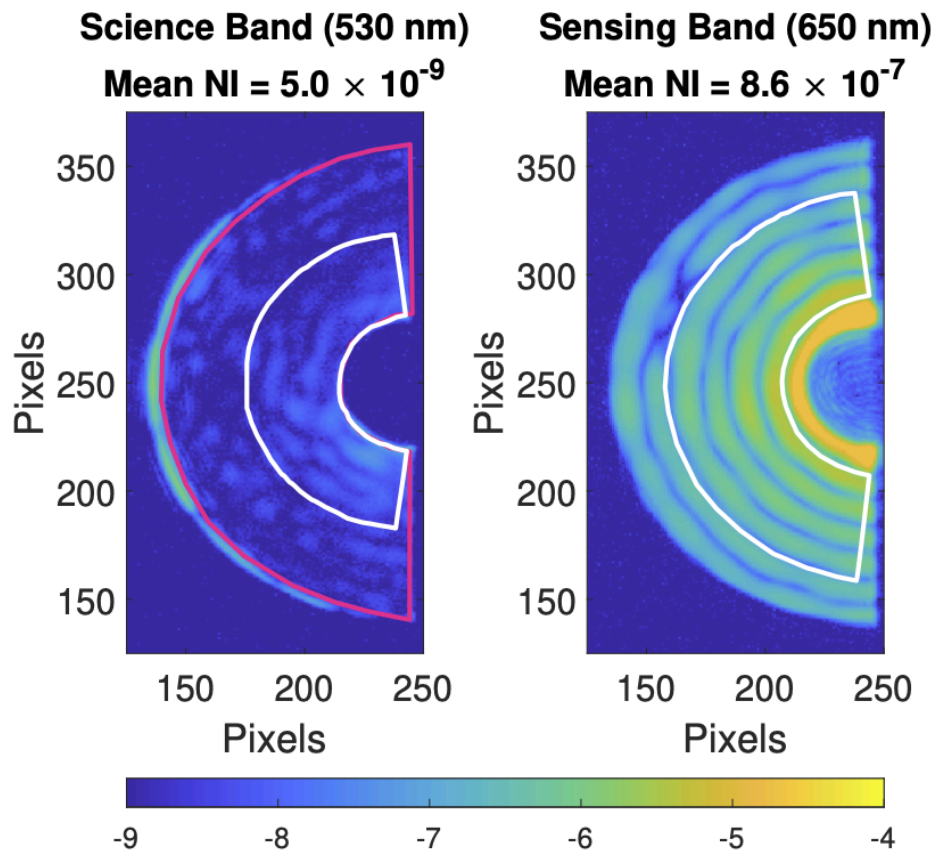 Science Band (530 nm)
Mean NI = 5.0 × 10^-9
Sensing Band (650 nm)
Mean NI = 8.6 × 10^-7
350
300
250
200
150
Pixels
150 200 250
Pixels
350
300
250
200
150
Pixels
150 200 250
Pixels
-9 -8 -7 -6 -5 -4